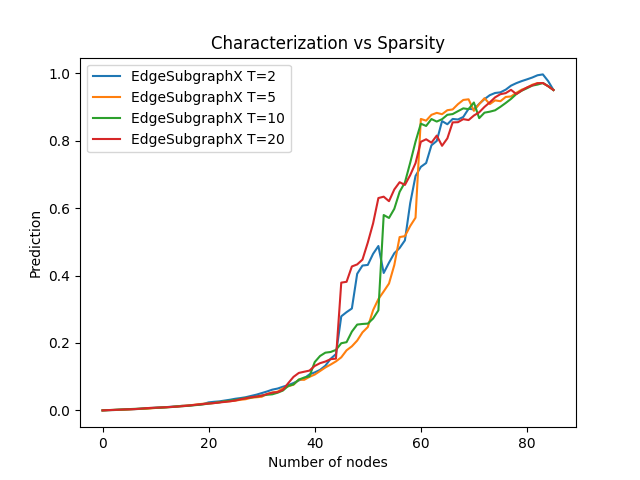 Characterization vs Sparsity
EdgeSubgraphX T=2
EdgeSubgraphX T=5
EdgeSubgraphX T=10
EdgeSubgraphX T=20
Prediction
1.0
0.8
0.6
0.4
0.2
0.0
0 20 40 60 80
Number of nodes